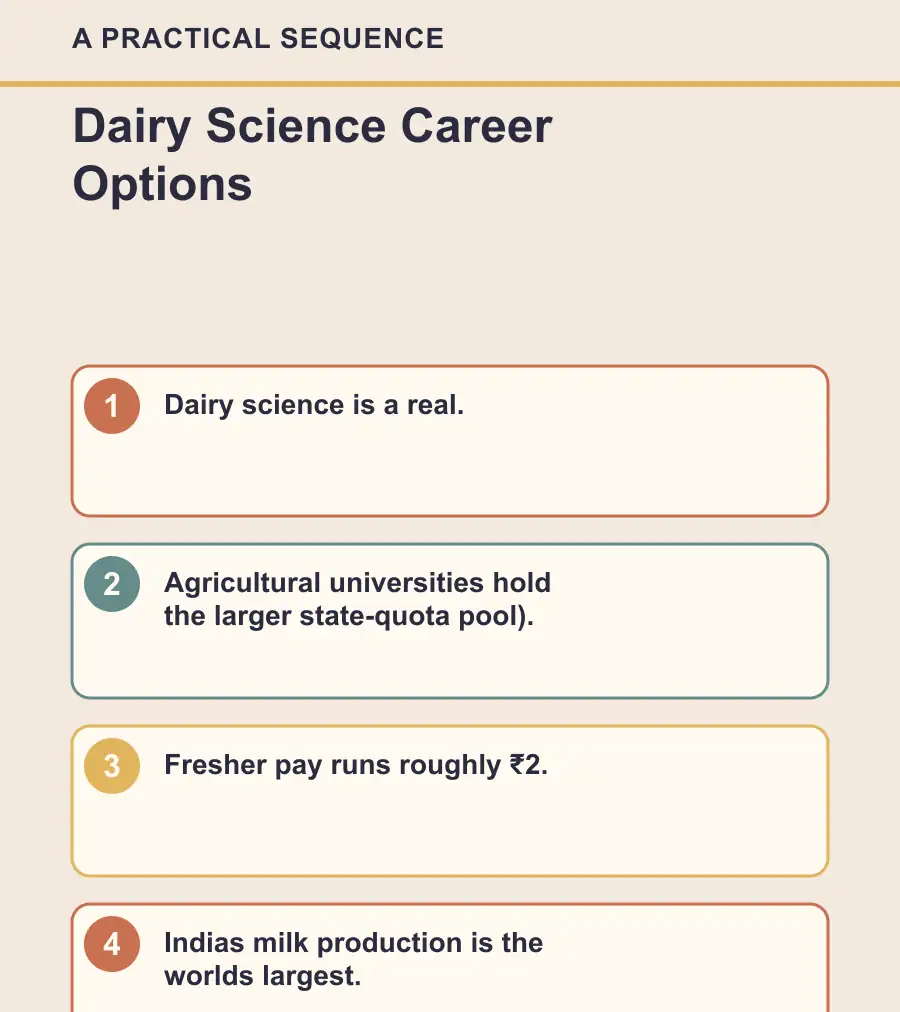 A PRACTICAL SEQUENCE
Dairy Science Career
Options
1
Dairy science is a real.
2
Agricultural universities hold
the larger state-quota pool).
3
Fresher pay runs roughly ₹2.
4
Indias milk production is the
worlds largest.